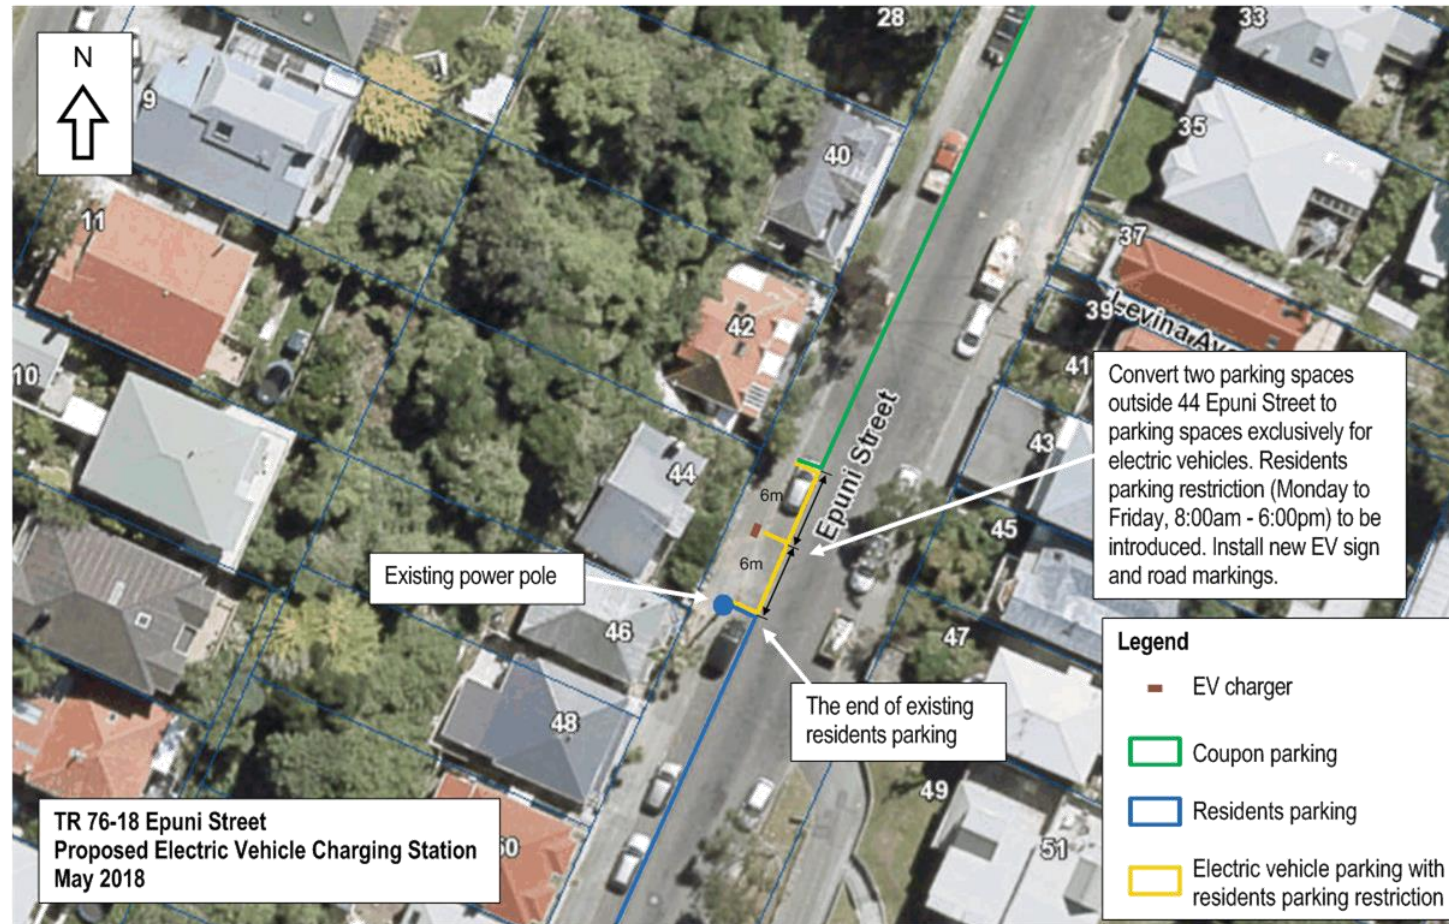 N
28
33
9
35
40
11
37
39
Levina Ave
42
10
41
Convert two parking spaces
outside 44 Epuni Street to
parking spaces exclusively for
electric vehicles. Residents
parking restriction (Monday to
Friday, 8:00am - 6:00pm) to be
introduced. Install new EV sign
and road markings.
43
44
Epuni Street
6m
45
6m
Existing power pole
46
47
The end of existing
residents parking
48
49
51
50
Legend
EV charger
Coupon parking
Residents parking
Electric vehicle parking with
residents parking restriction
TR 76-18 Epuni Street
Proposed Electric Vehicle Charging Station
May 2018